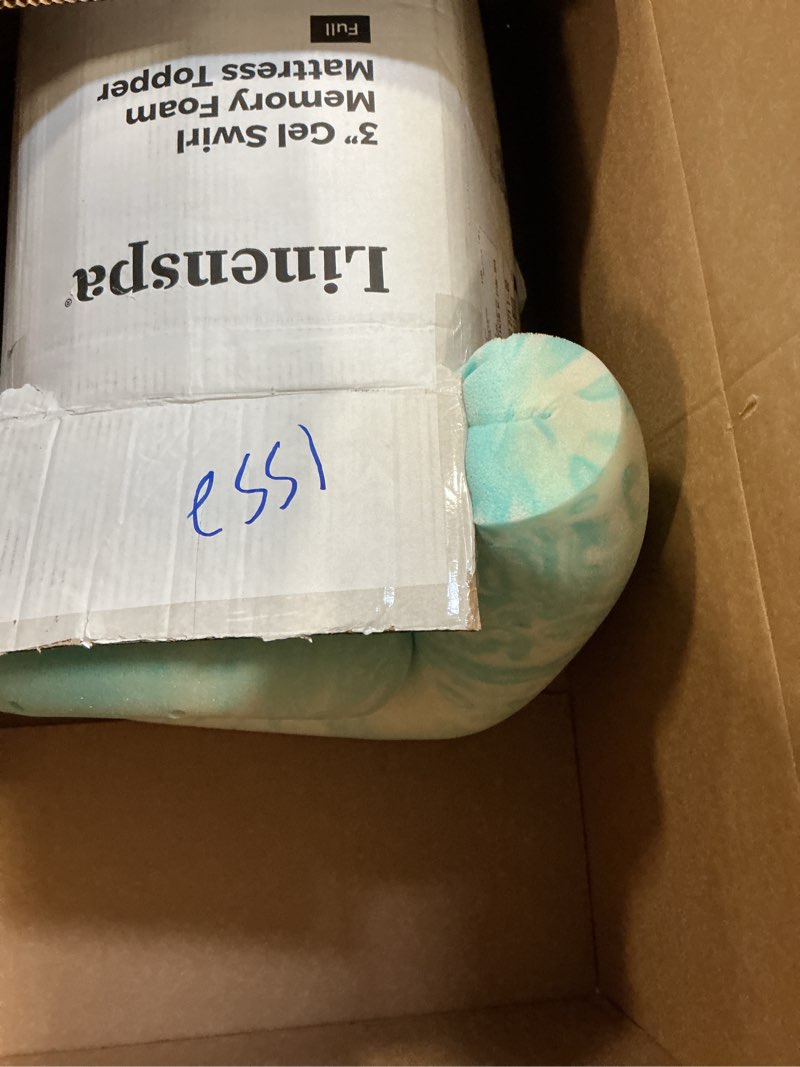 Linenspa®
3" Gel Swirl
Memory Foam
Mattress Topper
Full